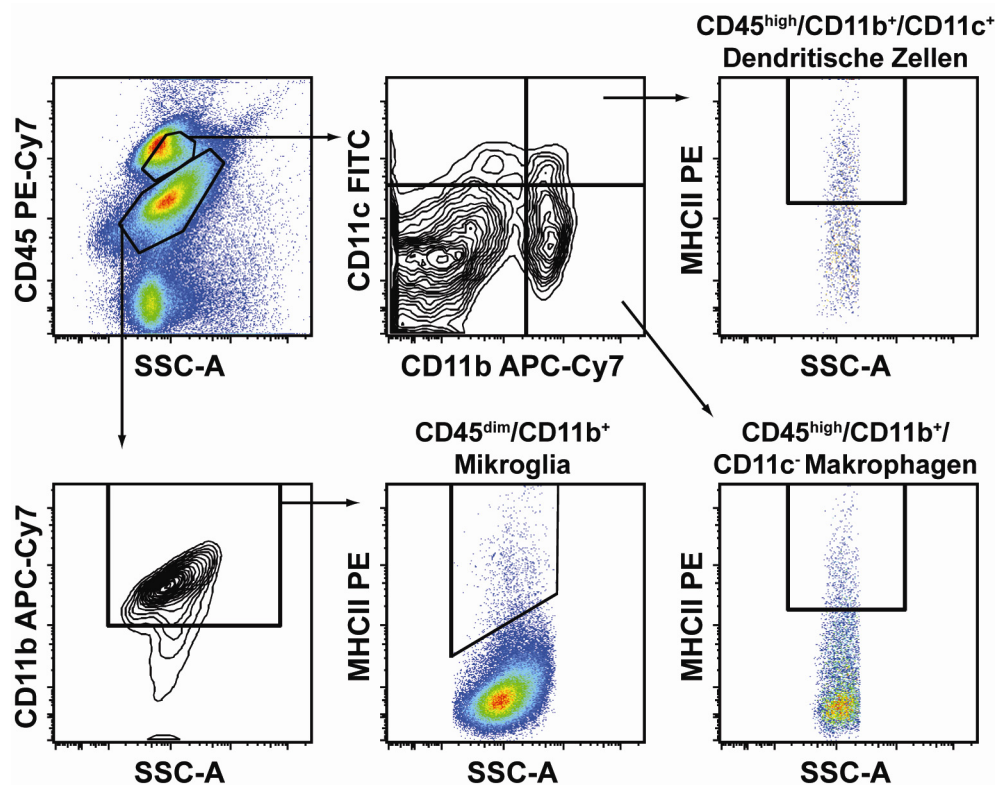 CD45ʰⁱᵍʰ/CD11b⁺/CD11c⁺
Dendritische Zellen
CD45 PE-Cy7
SSC-A
CD11c FITC
CD11b APC-Cy7
MHCII PE
SSC-A
CD45ᵈⁱᵐ/CD11b⁺
Mikroglia
CD45ʰⁱᵍʰ/CD11b⁺/
CD11c⁻ Makrophagen
CD11b APC-Cy7
SSC-A
MHCII PE
SSC-A
MHCII PE
SSC-A